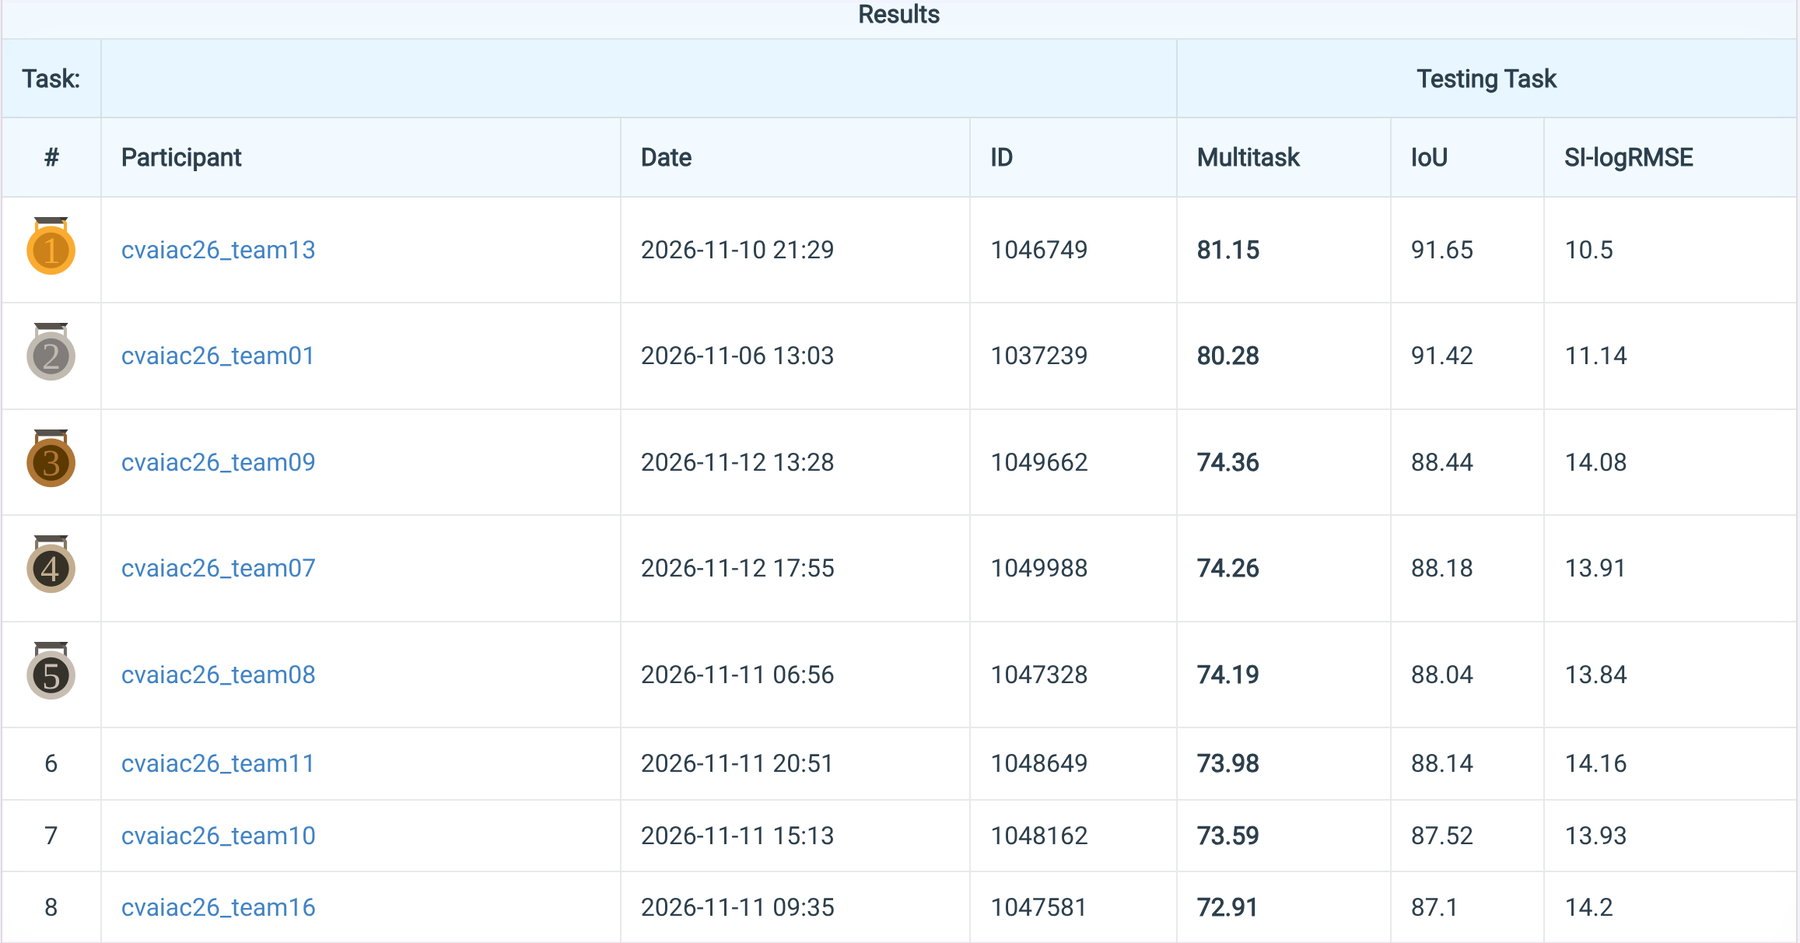 Results
Task: Testing Task
# Participant Date ID Multitask IoU SI-logRMSE
1 cvaiac26_team13 2026-11-10 21:29 1046749 81.15 91.65 10.5
2 cvaiac26_team01 2026-11-06 13:03 1037239 80.28 91.42 11.14
3 cvaiac26_team09 2026-11-12 13:28 1049662 74.36 88.44 14.08
4 cvaiac26_team07 2026-11-12 17:55 1049988 74.26 88.18 13.91
5 cvaiac26_team08 2026-11-11 06:56 1047328 74.19 88.04 13.84
6 cvaiac26_team11 2026-11-11 20:51 1048649 73.98 88.14 14.16
7 cvaiac26_team10 2026-11-11 15:13 1048162 73.59 87.52 13.93
8 cvaiac26_team16 2026-11-11 09:35 1047581 72.91 87.1 14.2